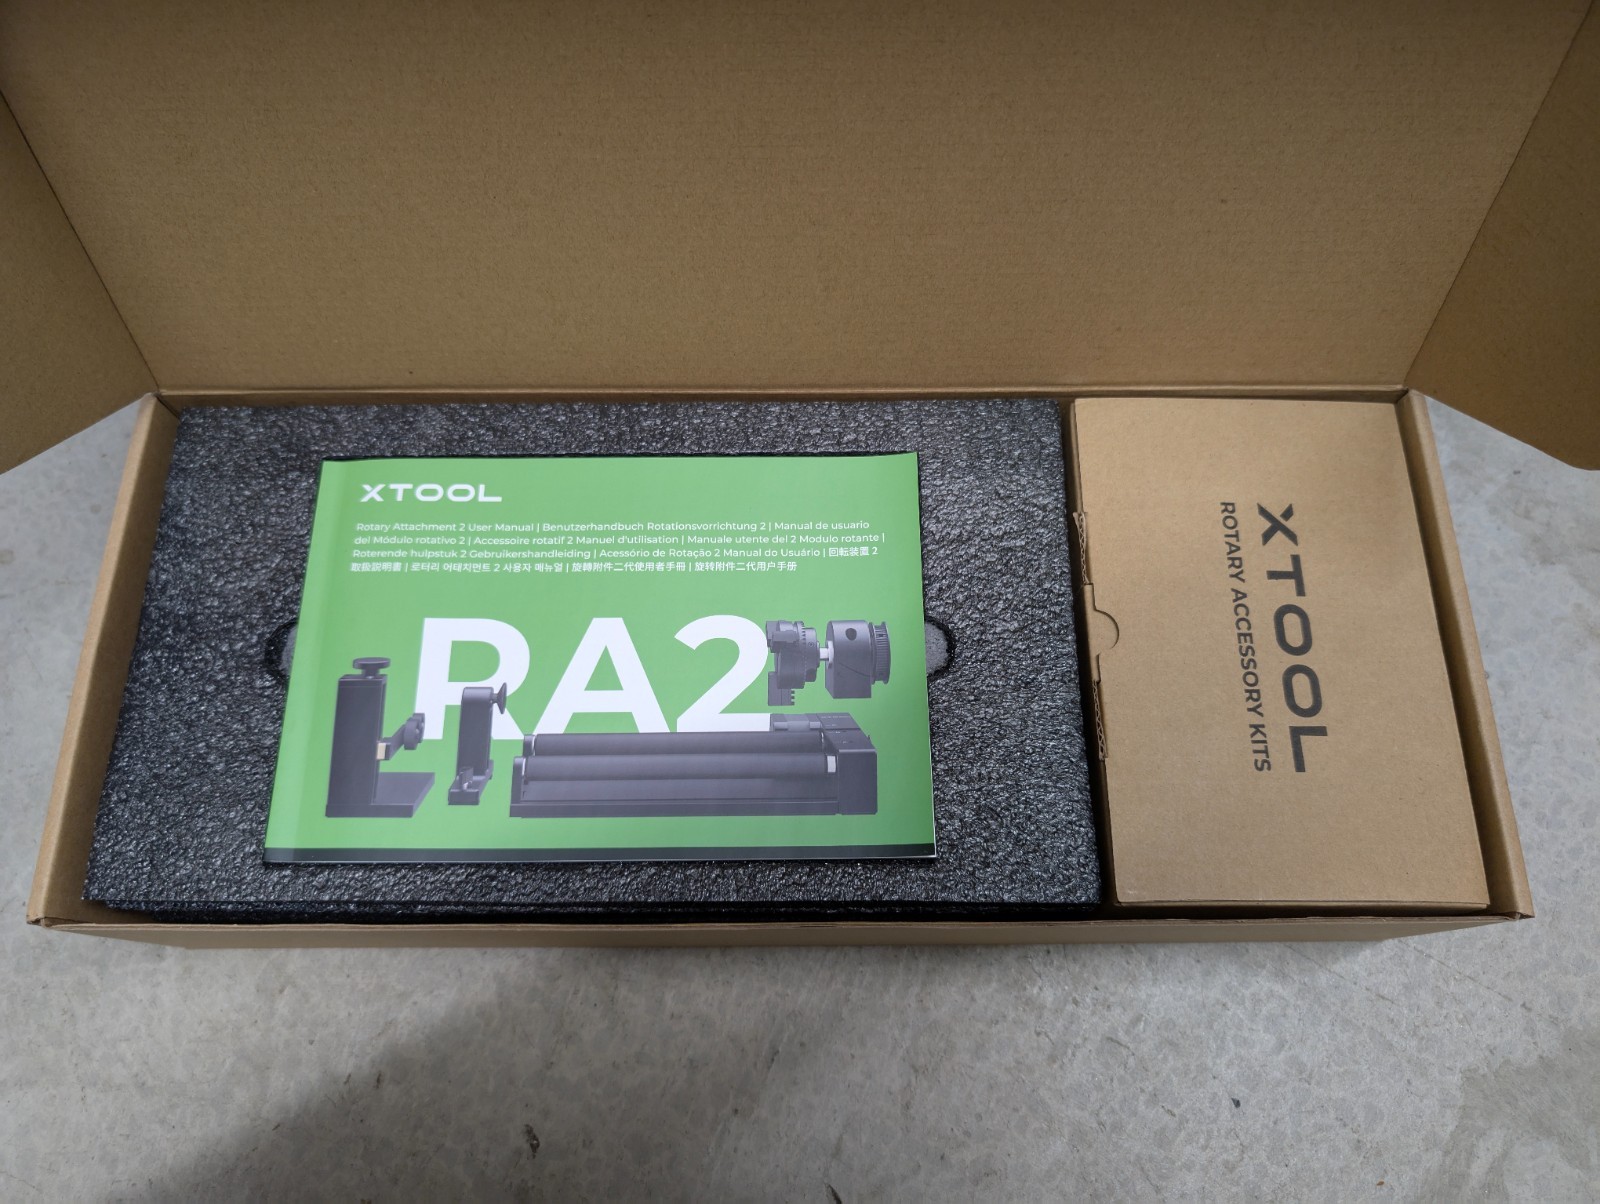 XTOOL
Rotary Attachment 2 User Manual | Benutzerhandbuch Rotationsvorrichtung 2 | Manual de usuario
del Módulo rotativo 2 | Accessoire rotatif 2 Manuel d'utilisation | Manuale utente del 2 Modulo rotante |
Roterende hulpstuk 2 Gebruikershandleiding | Acessório de Rotação 2 Manual do Usuário | 回転装置 2
取扱説明書 | 로터리 어태치먼트 2 사용자 매뉴얼 | 旋轉附件二代使用者手冊 | 旋转附件二代用户手册
RA2
XTOOL
ROTARY ACCESSORY KITS